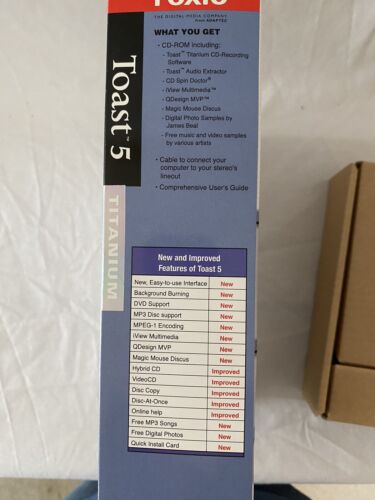 roxio
THE DIGITAL MEDIA COMPANY
from ADAPTEC
WHAT YOU GET
• CD-ROM including:
- Toast™ Titanium CD-Recording
Software
- Toast™ Audio Extractor
- CD Spin Doctor®
- iView Multimedia™
- QDesign MVP™
- Magic Mouse Discus
- Digital Photo Samples by
James Beal
- Free music and video samples
by various artists
• Cable to connect your
computer to your stereo's
lineout
• Comprehensive User's Guide
Toast™ 5
TITANIUM
New and Improved
Features of Toast 5
New, Easy-to-use Interface New
Background Burning New
DVD Support New
MP3 Disc support New
MPEG-1 Encoding New
iView Multimedia New
QDesign MVP New
Magic Mouse Discus New
Hybrid CD Improved
VideoCD Improved
Disc Copy Improved
Disc-At-Once Improved
Online help Improved
Free MP3 Songs New
Free Digital Photos New
Quick Install Card New